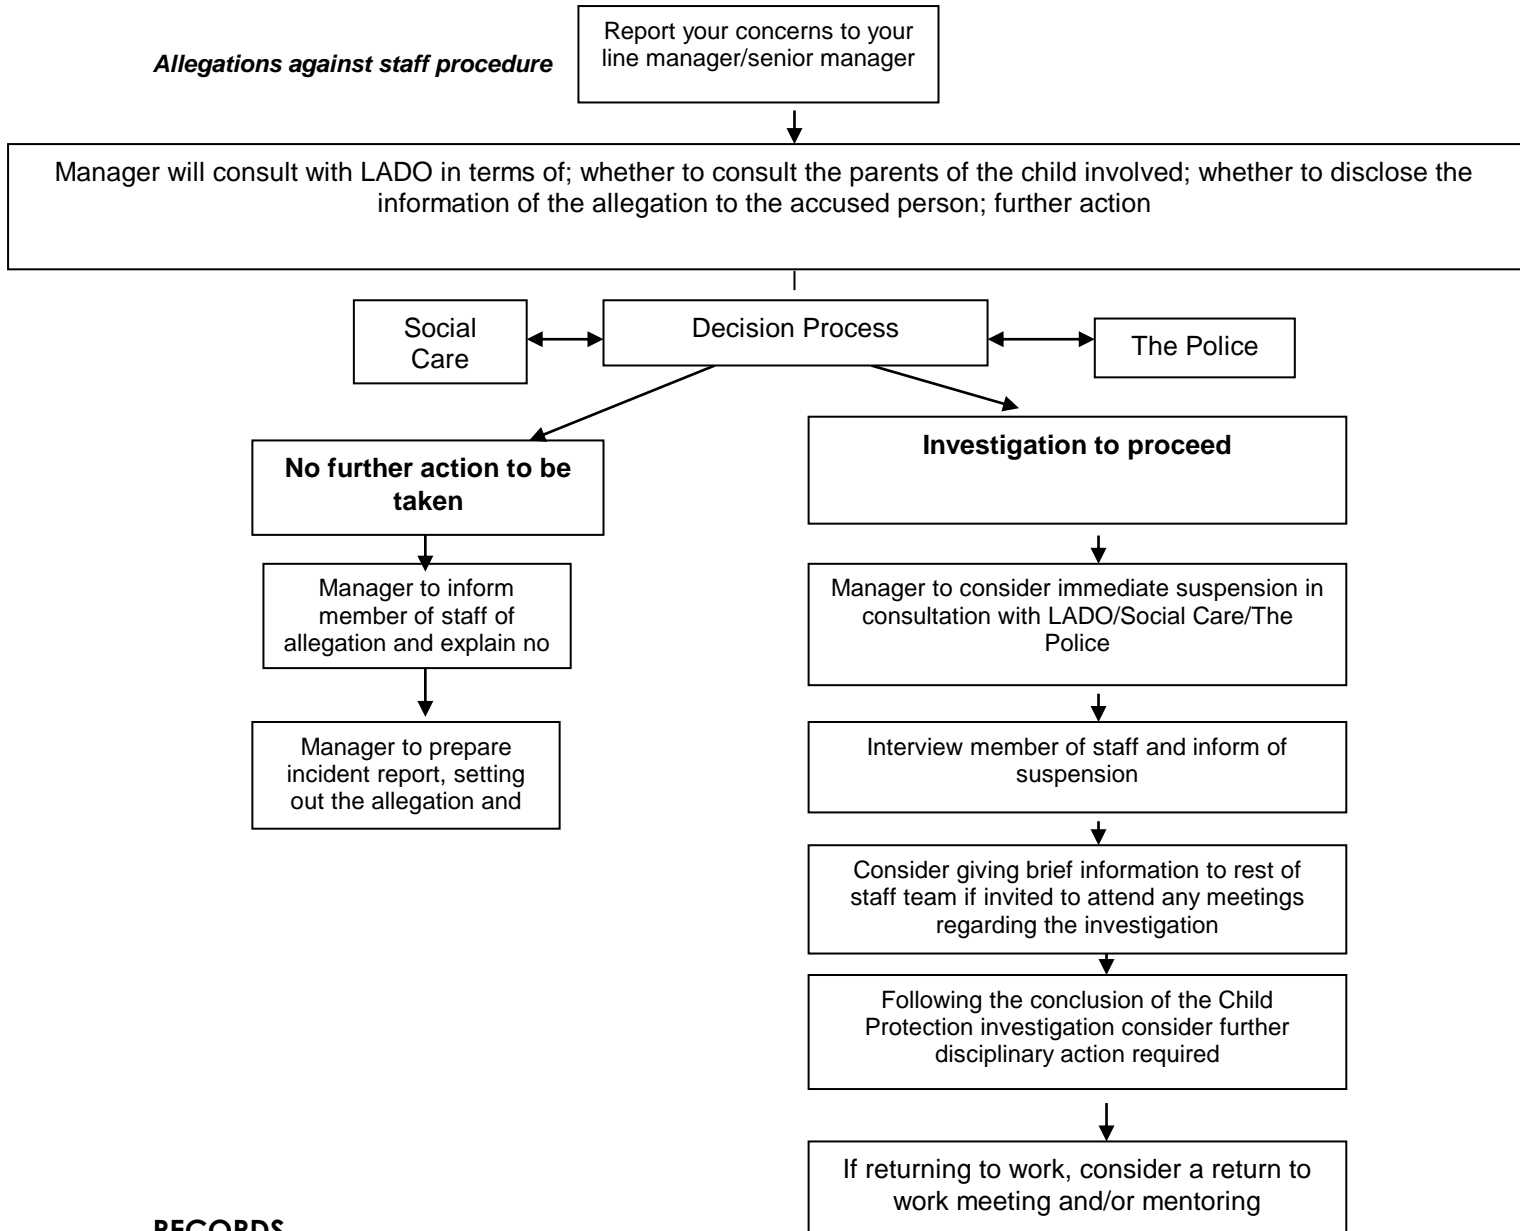 Allegations against staff procedure
Report your concerns to your
line manager/senior manager
Manager will consult with LADO in terms of; whether to consult the parents of the child involved; whether to disclose the
information of the allegation to the accused person; further action
Social
Care
Decision Process
The Police
No further action to be
taken
Manager to inform
member of staff of
allegation and explain no
Manager to prepare
incident report, setting
out the allegation and
Investigation to proceed
Manager to consider immediate suspension in
consultation with LADO/Social Care/The
Police
Interview member of staff and inform of
suspension
Consider giving brief information to rest of
staff team if invited to attend any meetings
regarding the investigation
Following the conclusion of the Child
Protection investigation consider further
disciplinary action required
If returning to work, consider a return to
work meeting and/or mentoring
RECORDS